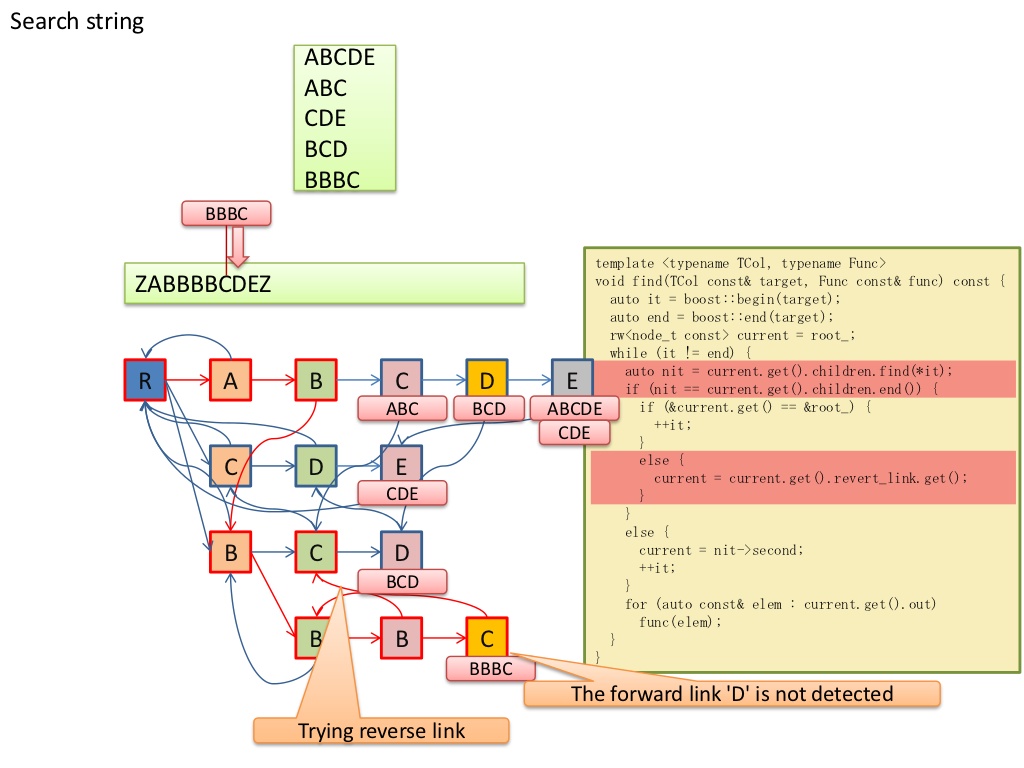 Search string
ABCDE
ABC
CDE
BCD
BBBC
BBBC
ZABBBBCDEZ
template <typename TCol, typename Func>
void find(TCol const& target, Func const& func) const {
auto it = boost::begin(target);
auto end = boost::end(target);
rw<node_t const> current = root_;
while (it != end) {
auto nit = current.get().children.find(*it);
if (nit == current.get().children.end()) {
if (&current.get() == &root_) {
++it;
}
else {
current = current.get().revert_link.get();
}
}
else {
current = nit->second;
++it;
}
for (auto const& elem : current.get().out)
func(elem);
}
}
R A B C D E
ABC BCD ABCDE
CDE
C D E
CDE
B C D
BCD
B B C
BBBC
The forward link 'D' is not detected
Trying reverse link